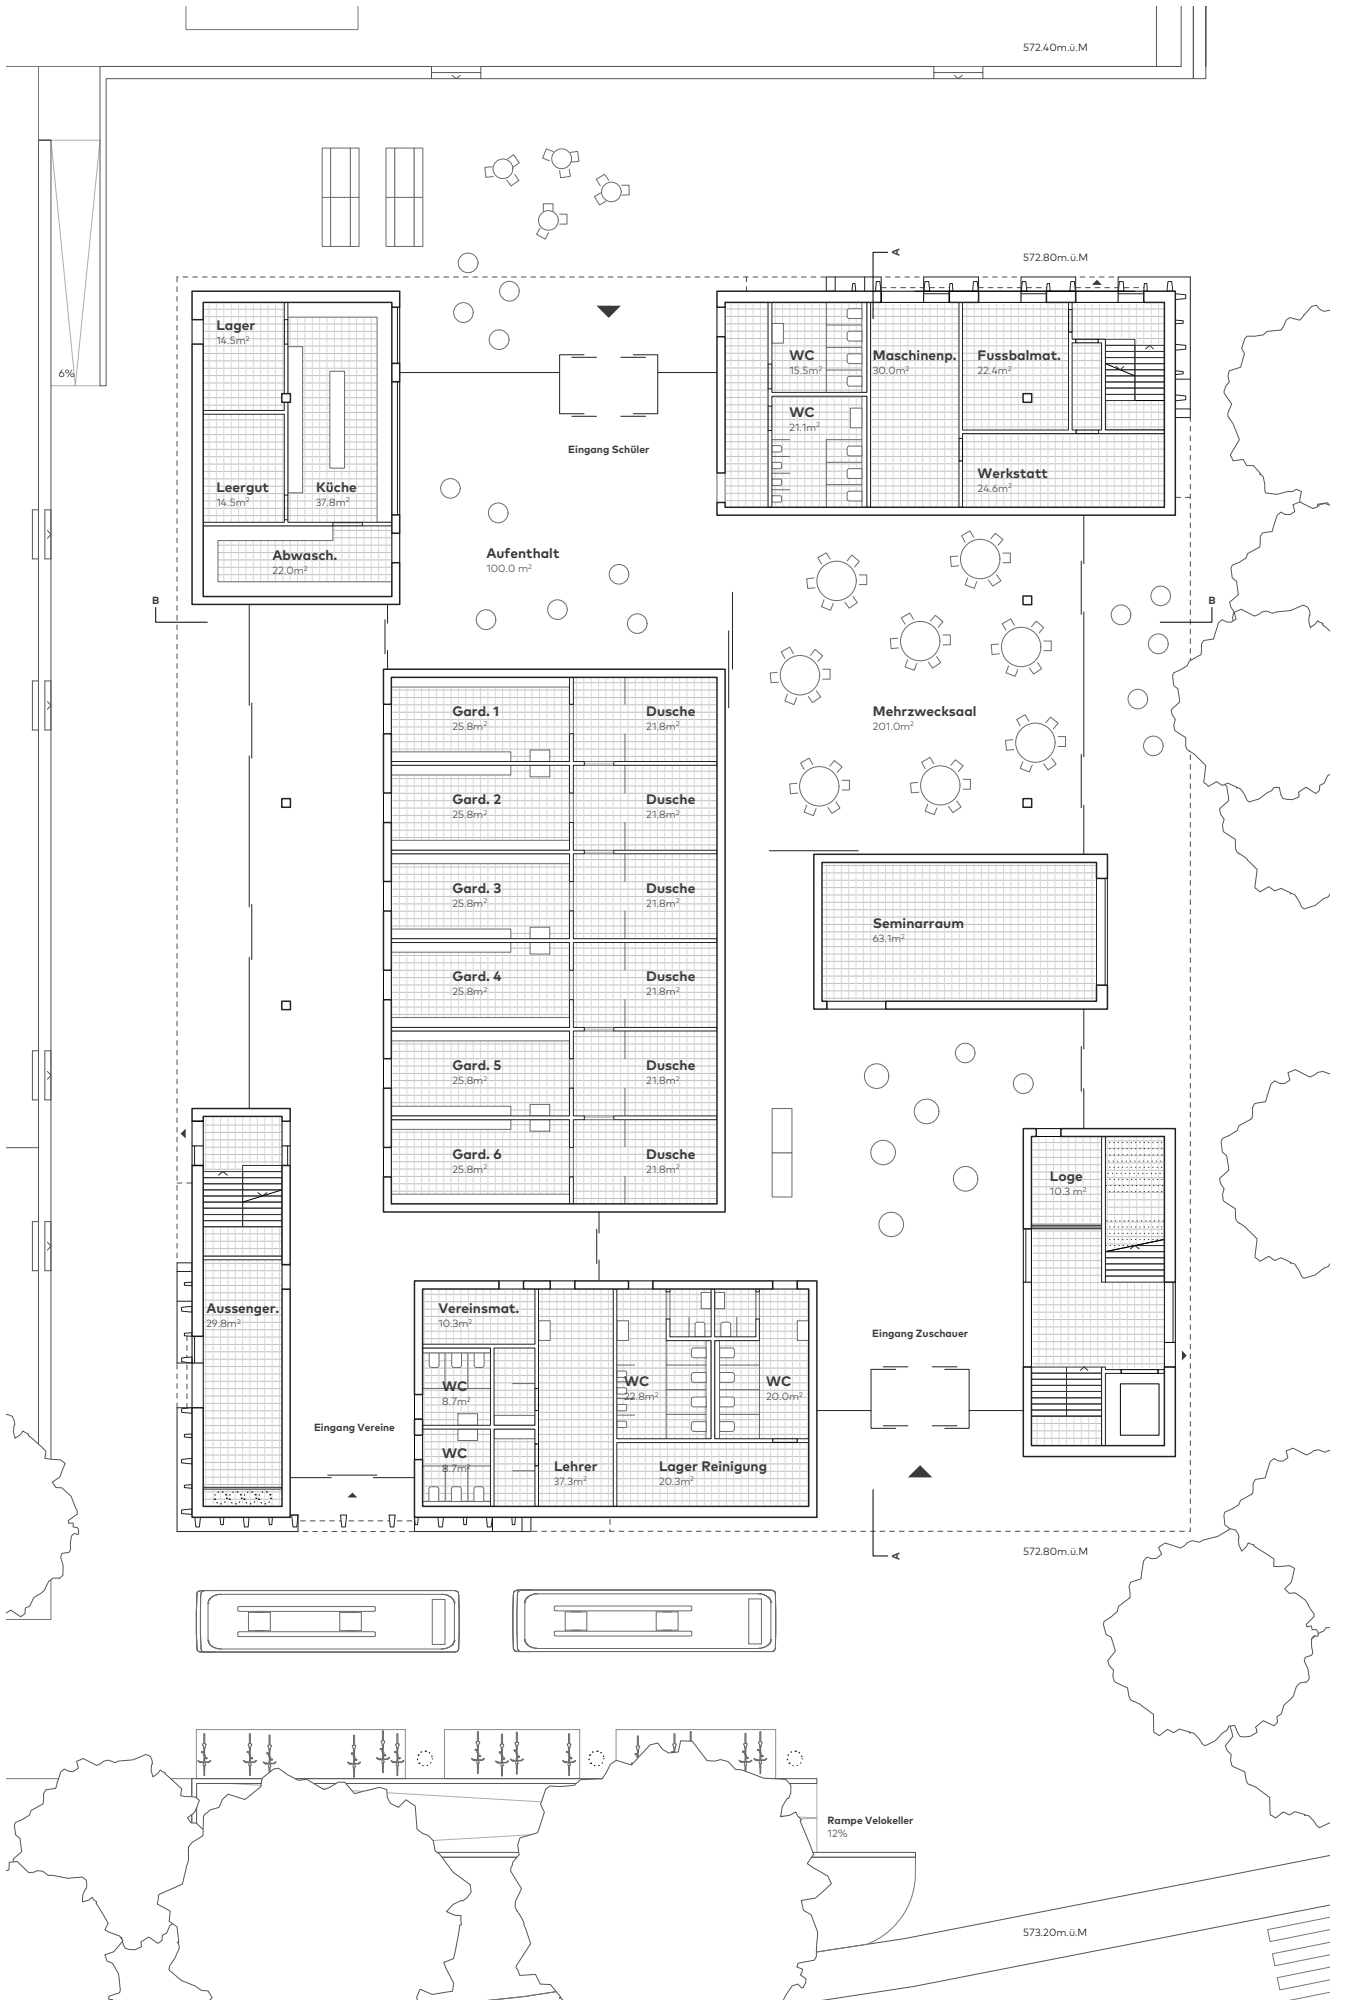 572.40m.ü.M
A
572.80m.ü.M
Lager
14.5m²
6%
WC
15.5m²
Maschinenp.
30.0m²
Fussbalmat.
22.4m²
WC
21.1m²
Eingang Schüler
Werkstatt
24.6m²
Leergut
14.5m²
Küche
37.8m²
Abwasch.
22.0m²
Aufenthalt
100.0 m²
B
B
Gard. 1
25.8m²
Dusche
21.8m²
Mehrzwecksaal
201.0m²
Gard. 2
25.8m²
Dusche
21.8m²
Gard. 3
25.8m²
Dusche
21.8m²
Seminarraum
63.1m²
Gard. 4
25.8m²
Dusche
21.8m²
Gard. 5
25.8m²
Dusche
21.8m²
Gard. 6
25.8m²
Dusche
21.8m²
Loge
10.3 m²
Aussenger.
29.8m²
Vereinsmat.
10.3m²
Eingang Zuschauer
WC
8.7m²
WC
22.8m²
WC
20.0m²
Eingang Vereine
WC
8.7m²
Lehrer
37.3m²
Lager Reinigung
20.3m²
A
572.80m.ü.M
Rampe Velokeller
12%
573.20m.ü.M